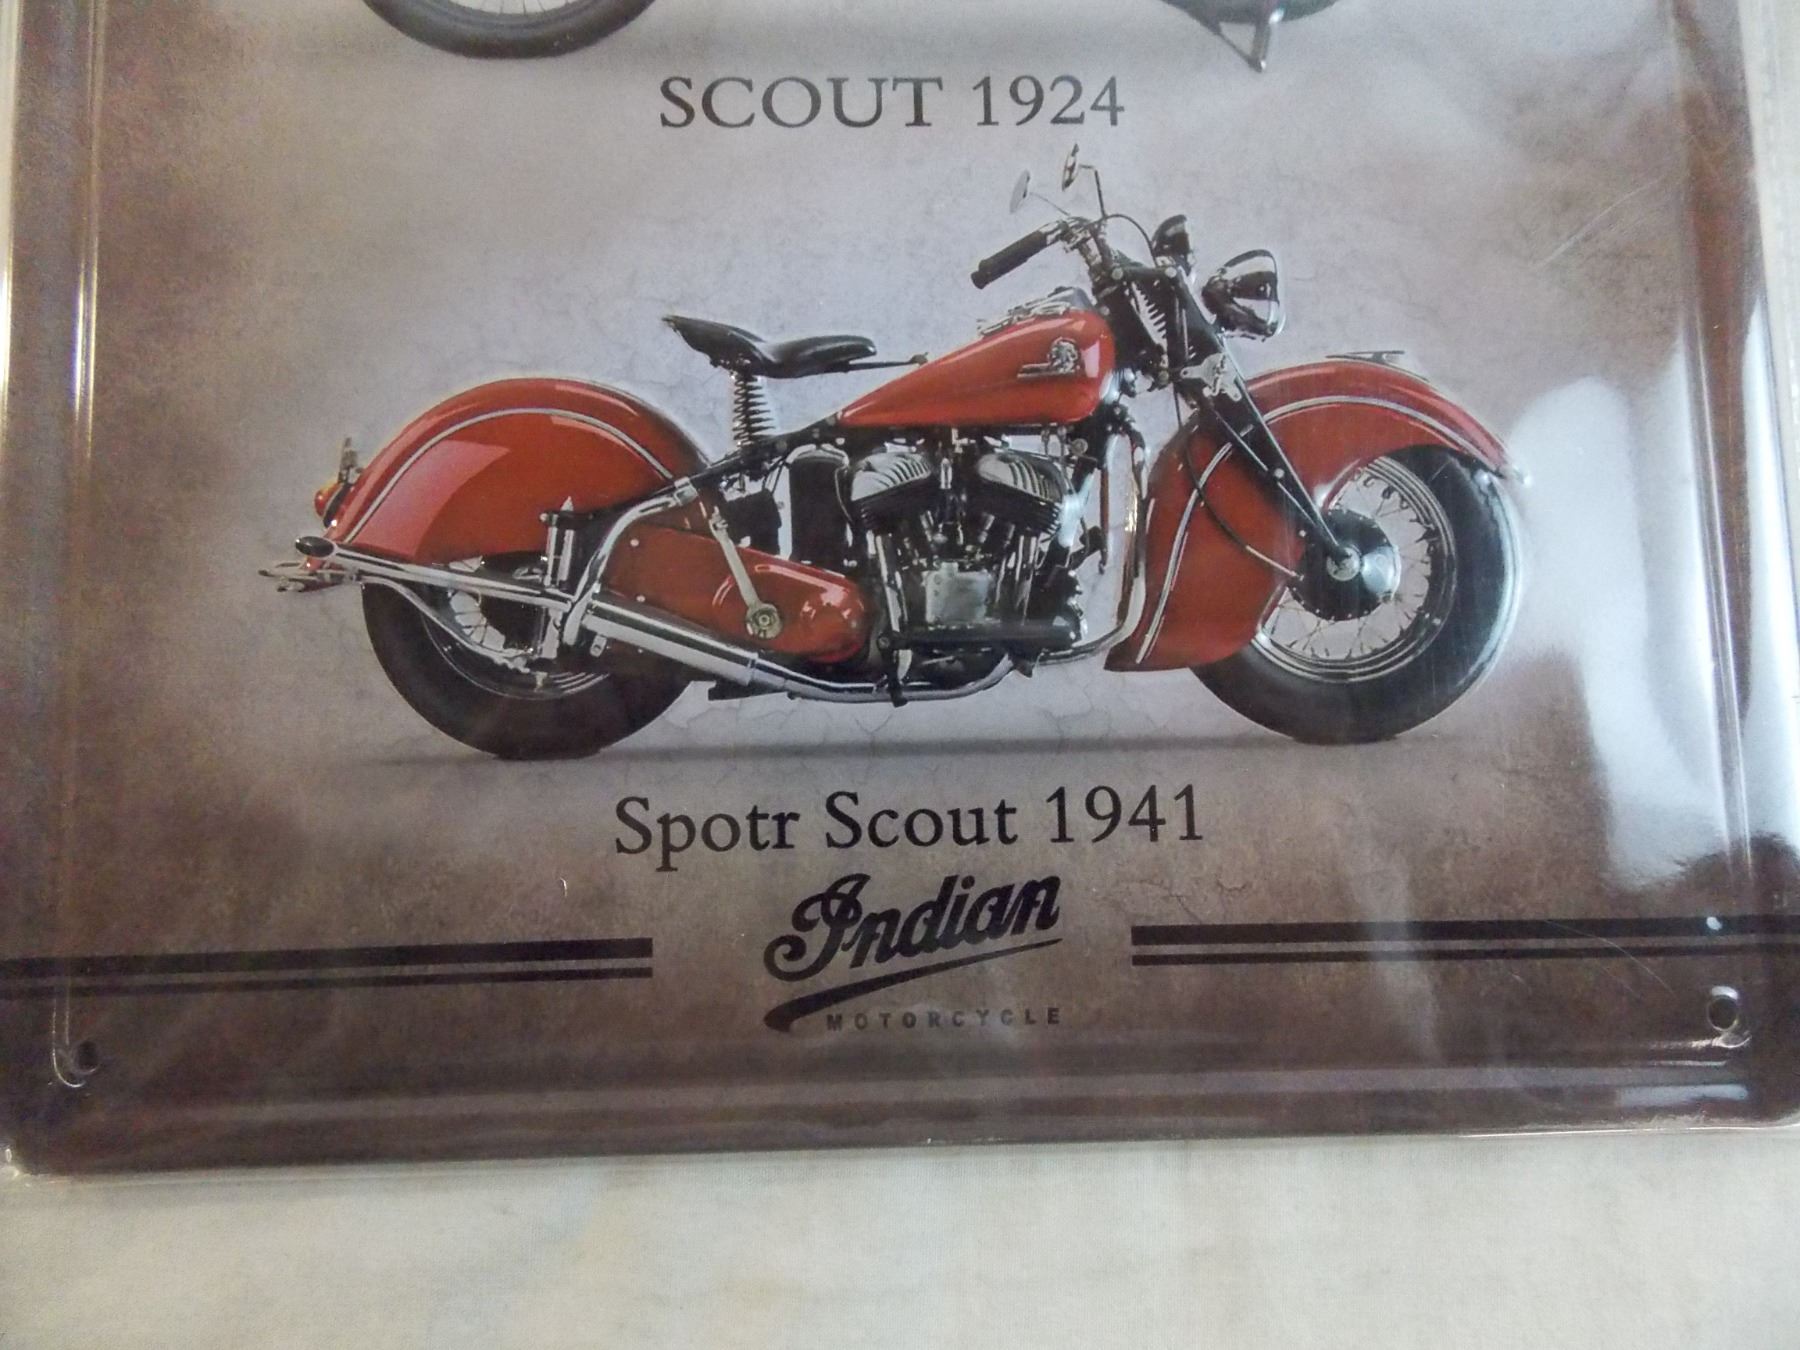 SCOUT 1924
Spotr Scout 1941
Indian
MOTORCYCLE